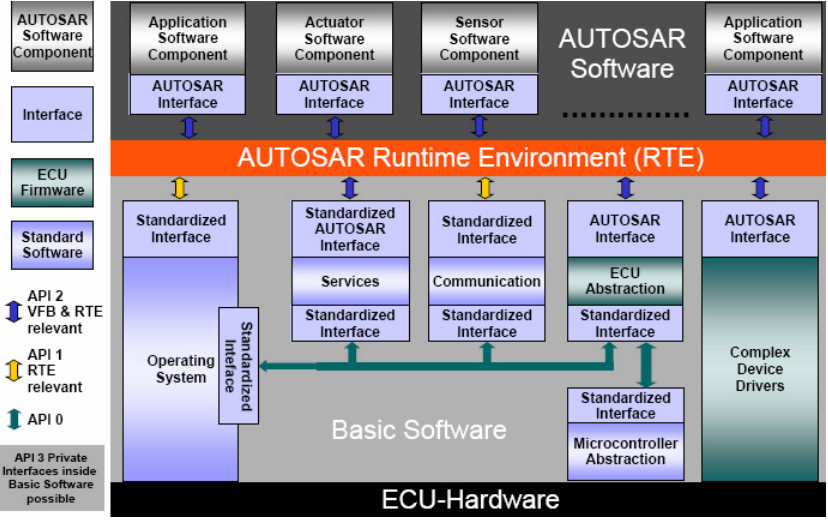 AUTOSAR
Software
Component
Interface
ECU
Firmware
Standard
Software
API 2
VFB & RTE
relevant
API 1
RTE
relevant
API 0
API 3 Private
Interfaces inside
Basic Software
possible
Application
Software
Component
AUTOSAR
Interface
Actuator
Software
Component
AUTOSAR
Interface
Sensor
Software
Component
AUTOSAR
Interface
AUTOSAR
Software
Application
Software
Component
AUTOSAR
Interface
AUTOSAR Runtime Environment (RTE)
Standardized
Interface
Operating
System
Standardized
Inteface
Standardized
AUTOSAR
Interface
Services
Standardized
Interface
Standardized
Interface
Communication
Standardized
Interface
AUTOSAR
Interface
ECU
Abstraction
Standardized
Interface
Standardized
Interface
Microcontroller
Abstraction
AUTOSAR
Interface
Complex
Device
Drivers
Basic Software
ECU-Hardware